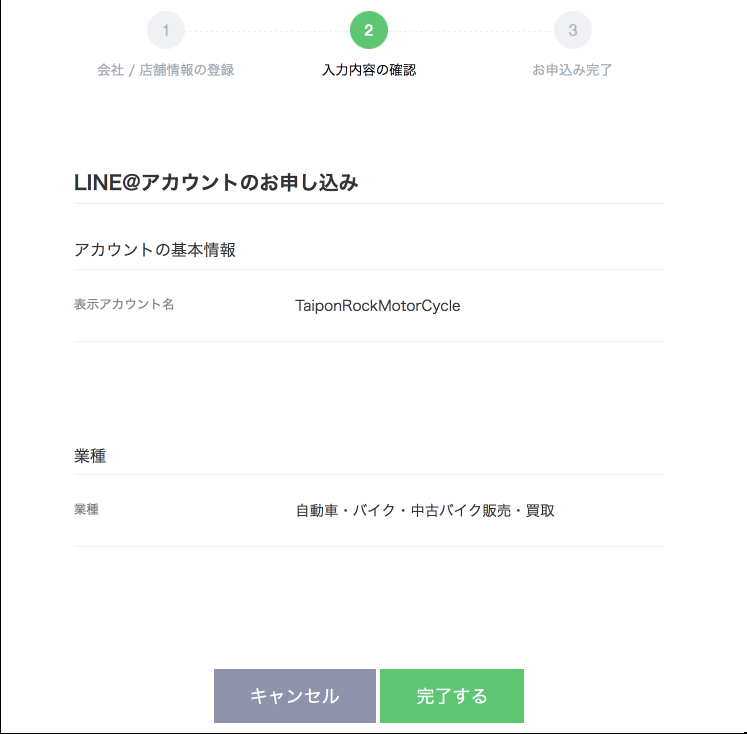 1
2
3
会社 / 店舗情報の登録
入力内容の確認
お申込み完了
LINE@アカウントのお申し込み
アカウントの基本情報
表示アカウント名
TaiponRockMotorCycle
業種
業種
自動車・バイク・中古バイク販売・買取
キャンセル
完了する